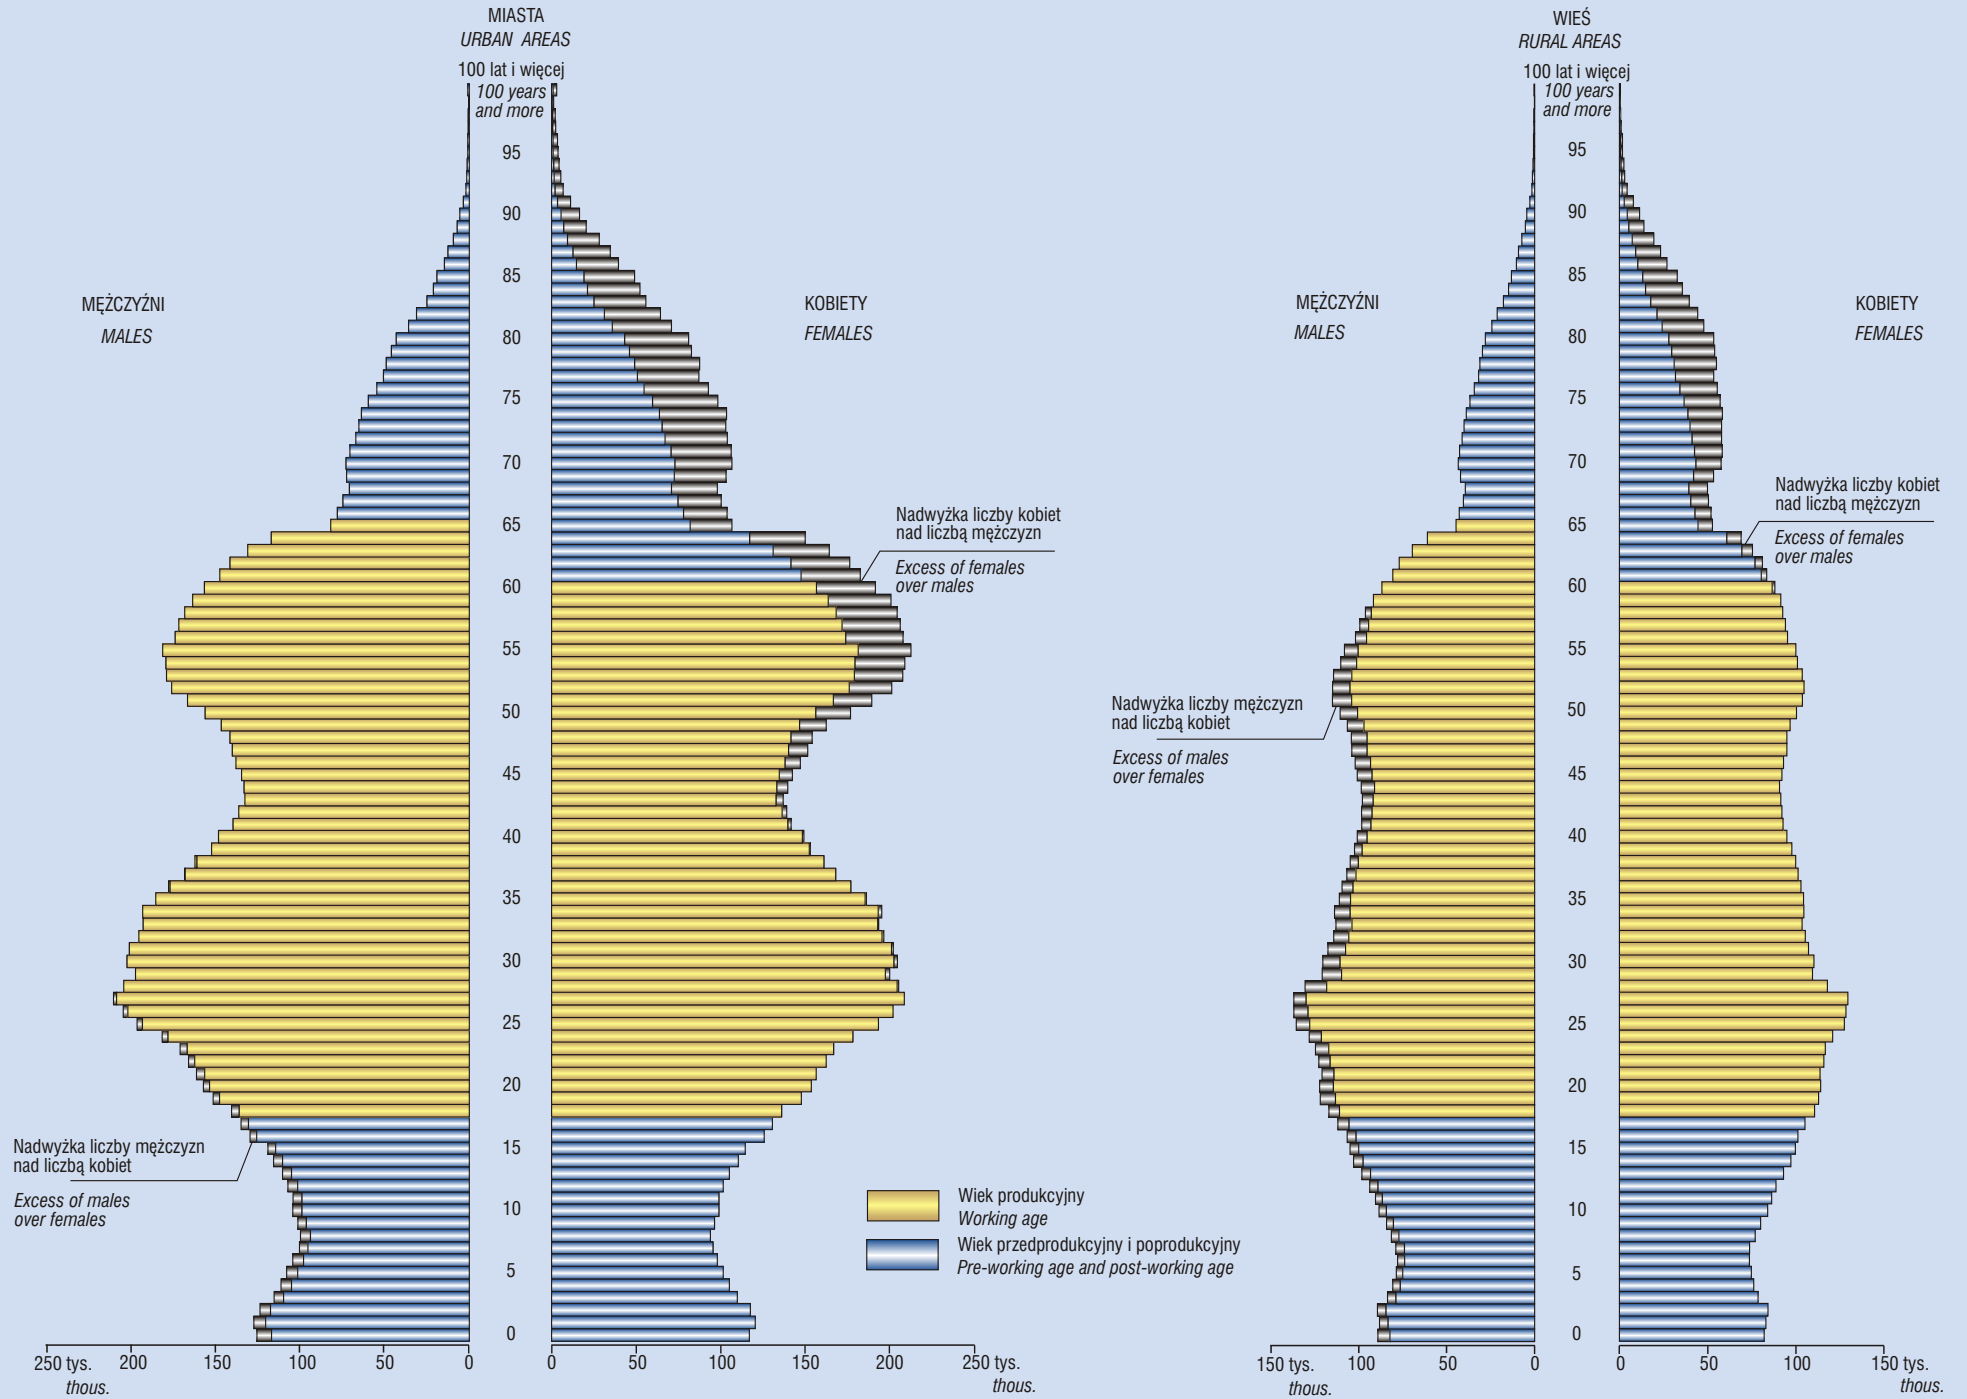 MIASTA
URBAN AREAS
100 lat i więcej
100 years
and more
95
90
85
80
75
70
65
60
55
50
45
40
35
30
25
20
15
10
5
0
MĘŻCZYŹNI
MALES
KOBIETY
FEMALES
Nadwyżka liczby kobiet
nad liczbą mężczyzn
Excess of females
over males
Nadwyżka liczby mężczyzn
nad liczbą kobiet
Excess of males
over females
250 tys. 200 150 100 50 0
thous.
0 50 100 150 200 250 tys.
thous.
Wiek produkcyjny
Working age
Wiek przedprodukcyjny i poprodukcyjny
Pre-working age and post-working age
WIEŚ
RURAL AREAS
100 lat i więcej
100 years
and more
95
90
85
80
75
70
65
60
55
50
45
40
35
30
25
20
15
10
5
0
MĘŻCZYŹNI
MALES
KOBIETY
FEMALES
Nadwyżka liczby kobiet
nad liczbą mężczyzn
Excess of females
over males
Nadwyżka liczby mężczyzn
nad liczbą kobiet
Excess of males
over females
150 tys. 100 50 0
thous.
0 50 100 150 tys.
thous.